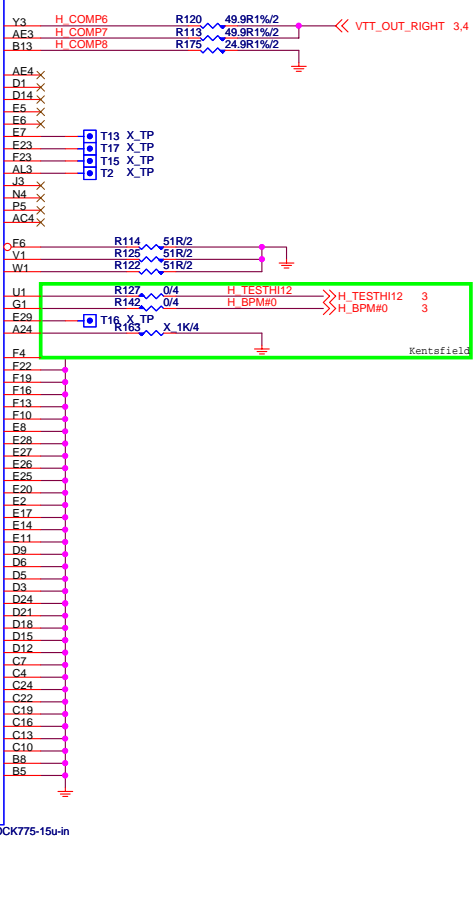 Y3 H_COMP6 R120 49.9R1%/2 VTT_OUT_RIGHT 3,4
AE3 H_COMP7 R113 49.9R1%/2
B13 H_COMP8 R175 24.9R1%/2
AE4
D1
D14
E5
E6
E7 T13 X_TP
E23 T17 X_TP
F23 T15 X_TP
AL3 T2 X_TP
J3
N4
P5
AC4
F6 R114 51R/2
V1 R125 51R/2
W1 R122 51R/2
U1 R127 0/4 H_TESTHI12 H_TESTHI12 3
G1 R142 0/4 H_BPM#0 H_BPM#0 3
E29 T16 X_TP
A24 R163 X_1K/4
Kentsfield
F4
F22
F19
F16
F13
F10
E8
E28
E27
E26
E25
E20
E2
E17
E14
E11
D9
D6
D5
D3
D24
D21
D18
D15
D12
C7
C4
C24
C22
C19
C16
C13
C10
B8
B5
OCK775-15u-in